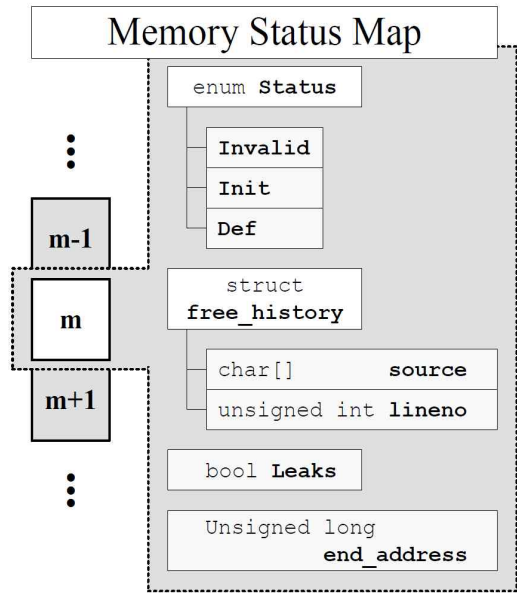 Memory Status Map
enum Status
Invalid
Init
Def
m-1
m
m+1
struct
free_history
char[] source
unsigned int lineno
bool Leaks
Unsigned long
end_address